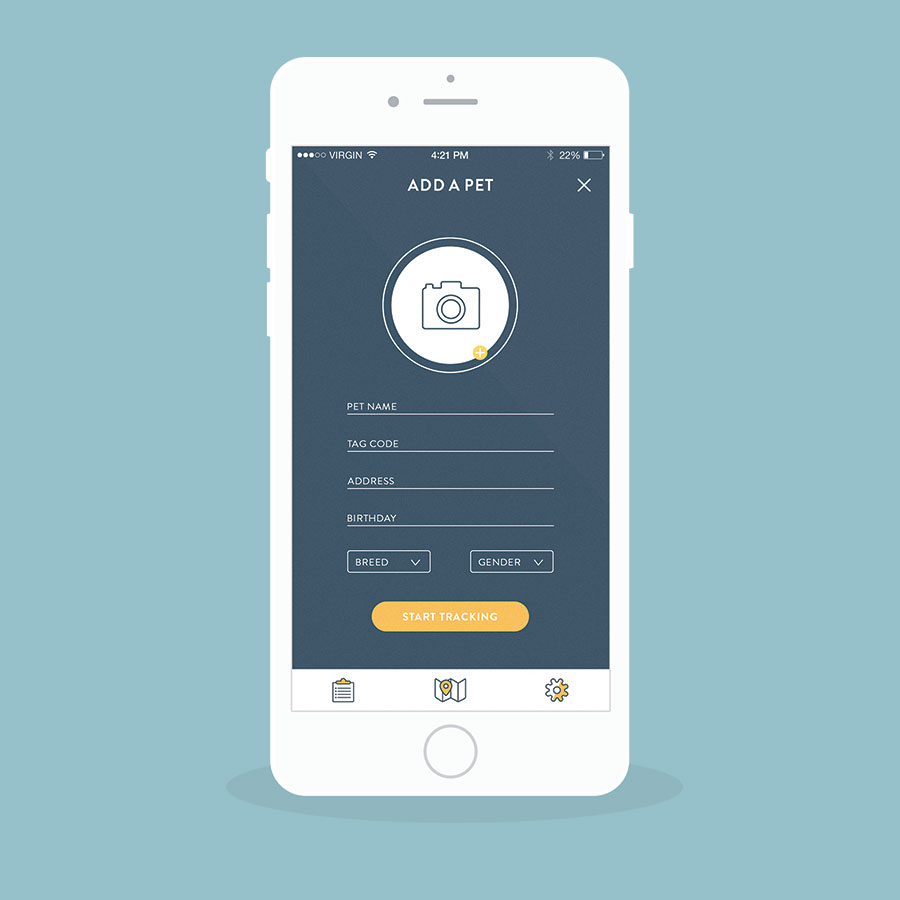 VIRGIN 4:21 PM 22%
ADD A PET
PET NAME
TAG CODE
ADDRESS
BIRTHDAY
BREED GENDER
START TRACKING